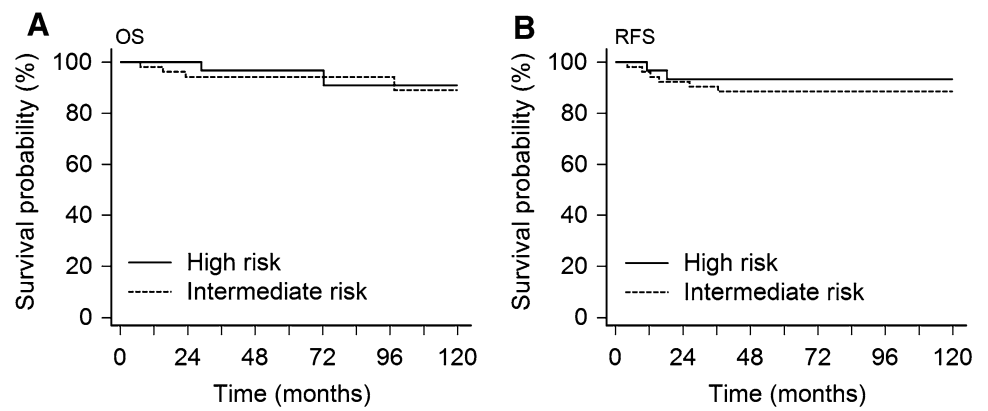 A
OS
Survival probability (%)
100
80
60
40
20
0
High risk
Intermediate risk
0 24 48 72 96 120
Time (months)
B
RFS
Survival probability (%)
100
80
60
40
20
0
High risk
Intermediate risk
0 24 48 72 96 120
Time (months)